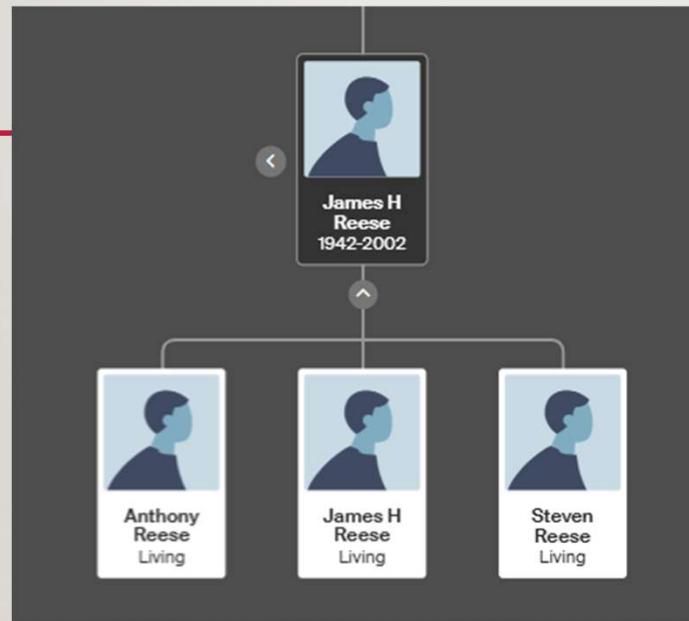 James H
Reese
1942-2002
Anthony
Reese
Living
James H
Reese
Living
Steven
Reese
Living